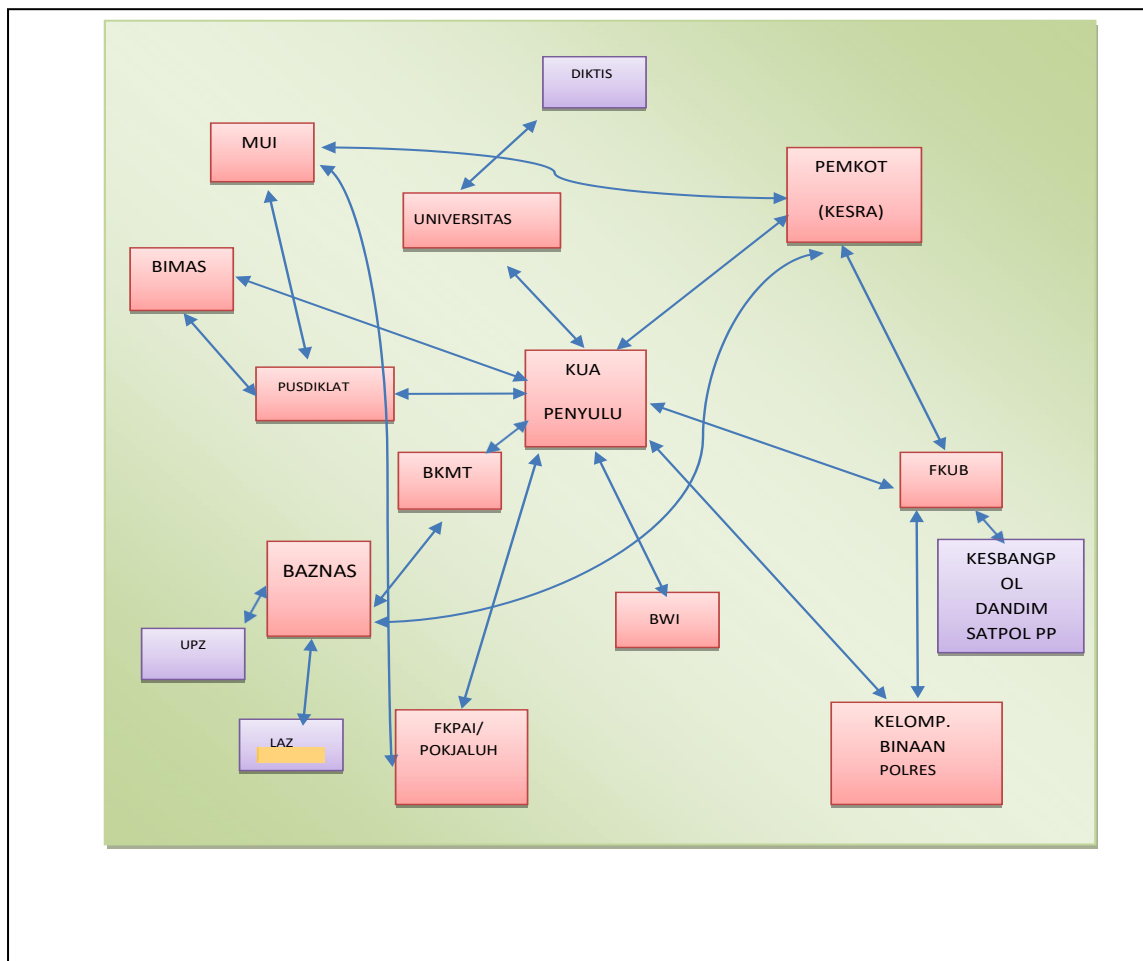 DIKTIS
MUI
PEMKOT
(KESRA)
UNIVERSITAS
BIMAS
KUA
PENYULU
PUSDIKLAT
BKMT
FKUB
BAZNAS
KESBANGP
OL
DANDIM
SATPOL PP
BWI
UPZ
LAZ
FKPAI/
POKJALUH
KELOMP.
BINAAN
POLRES